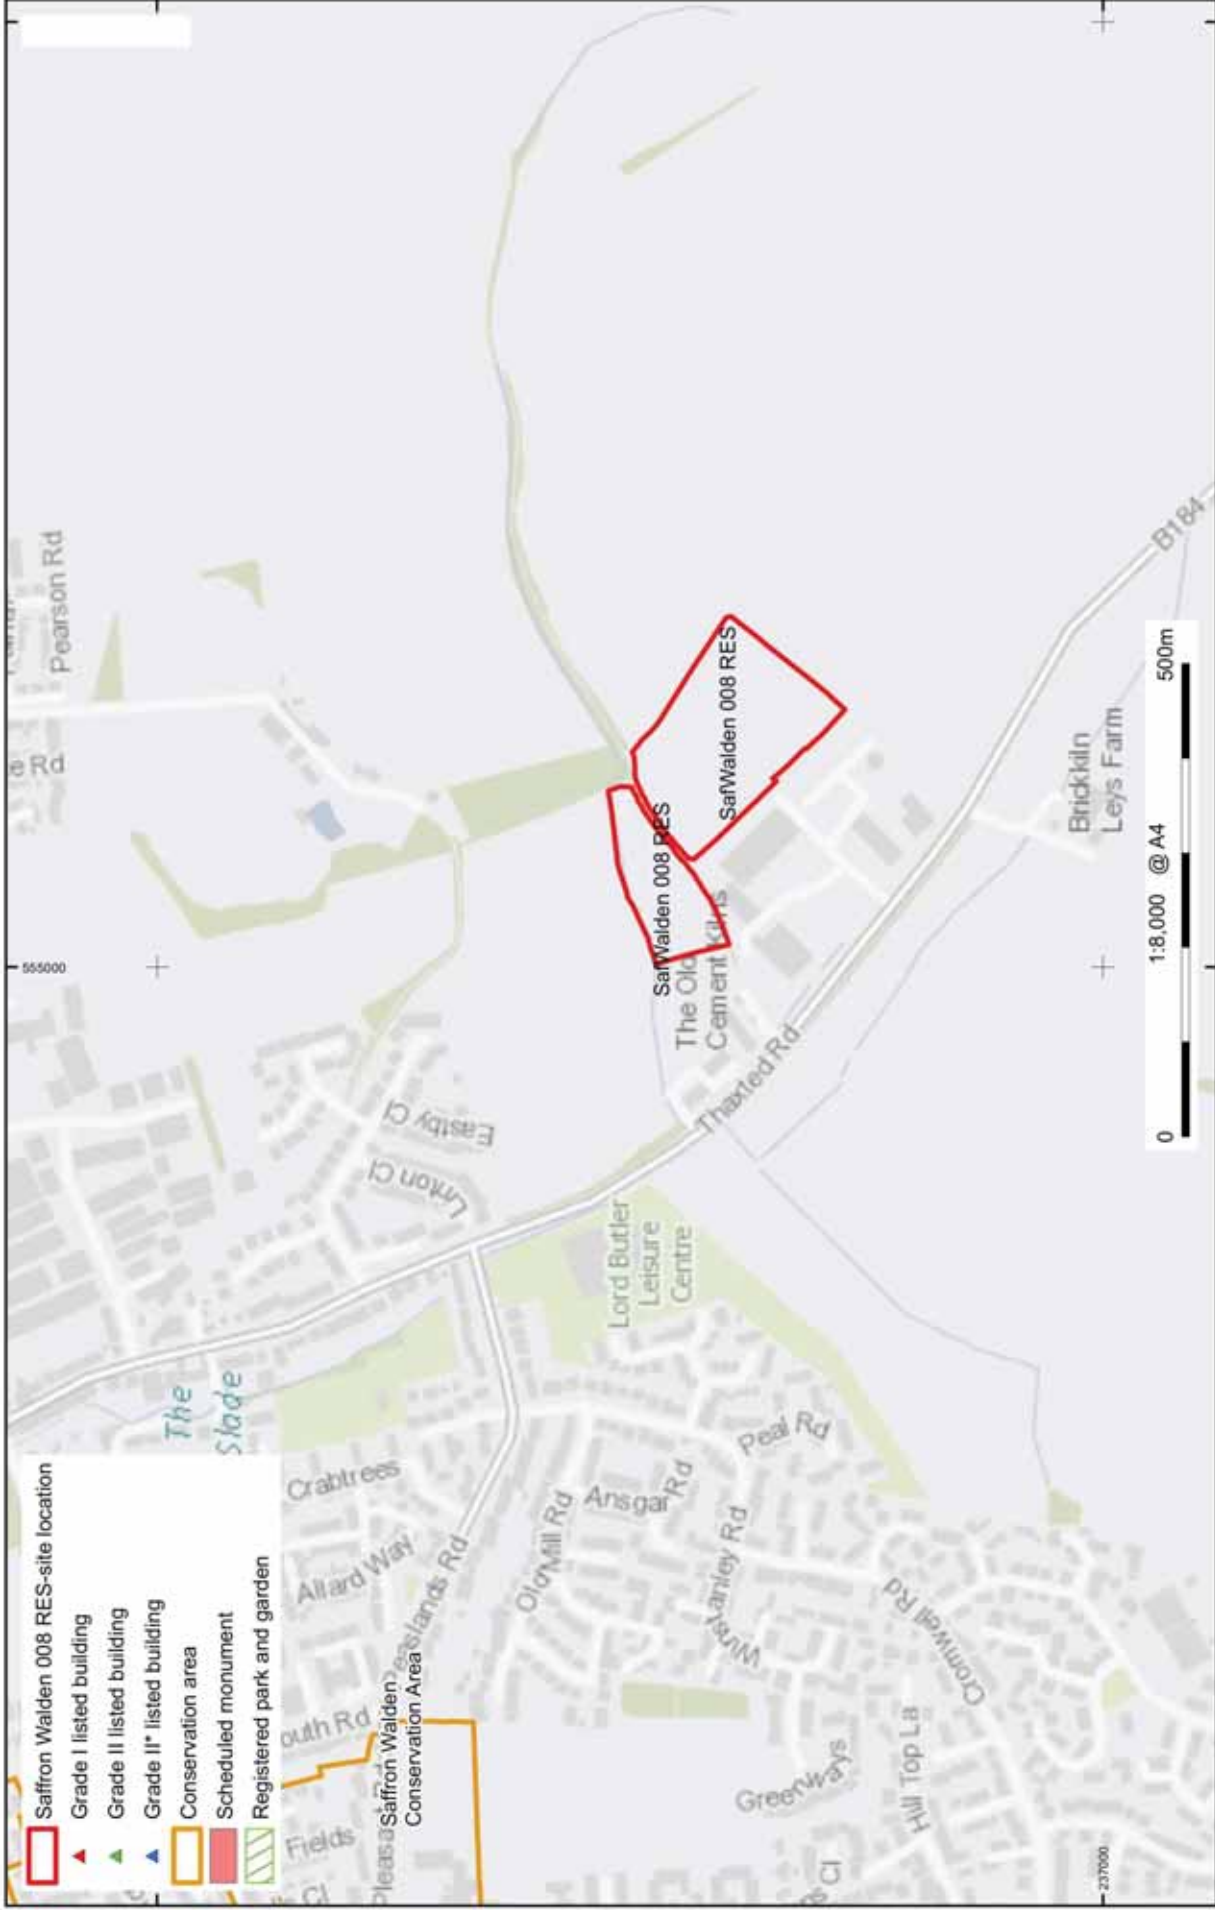 Saffron Walden 008 RES-site location
Grade I listed building
Grade II listed building
Grade II* listed building
Conservation area
Scheduled monument
Registered park and garden
The
Slade
Pearson Rd
555000
Crabtrees
Allard Way
Peaslands Rd
outh Rd
Fields
Cl
Pleasa
Saffron Walden
Conservation Area
Linton Cl
Eastby Cl
Old Mill Rd
Ansgar Rd
Winstanley Rd
Peal Rd
Lord Butler
Leisure
Centre
SafWalden 008 RES
SafWalden 008 RES
The Old
Cement Kilns
Thaxted Rd
B184
Brickkiln
Leys Farm
Greenways
Hill Top La
Cromwell Rd
ns Cl
237000
0
1:8,000 @ A4
500m